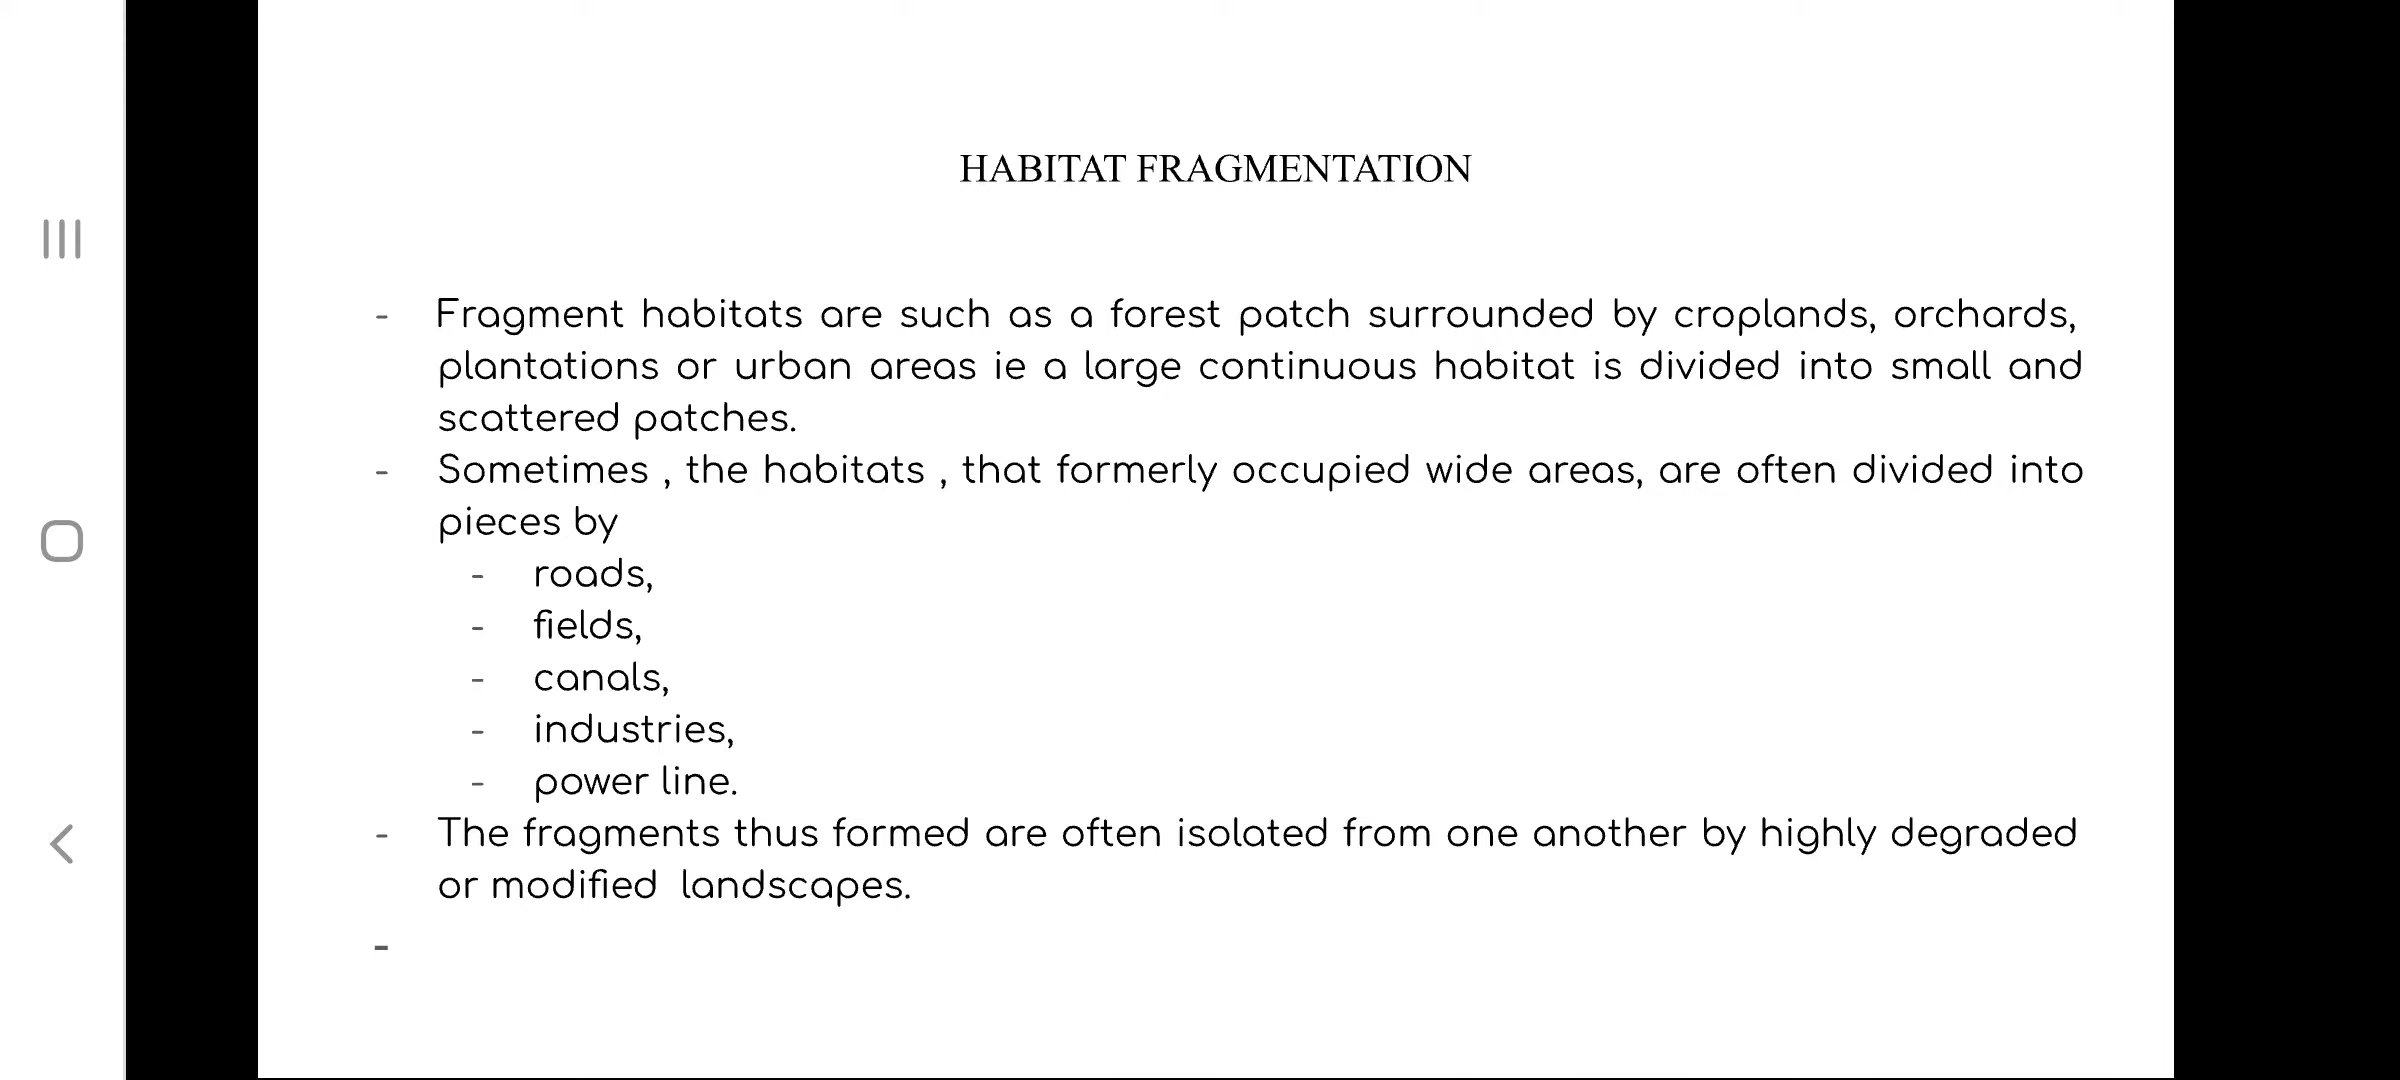 HABITAT FRAGMENTATION
- Fragment habitats are such as a forest patch surrounded by croplands, orchards,
plantations or urban areas ie a large continuous habitat is divided into small and
scattered patches.
- Sometimes , the habitats , that formerly occupied wide areas, are often divided into
pieces by
- roads,
- fields,
- canals,
- industries,
- power line.
- The fragments thus formed are often isolated from one another by highly degraded
or modified  landscapes.
-